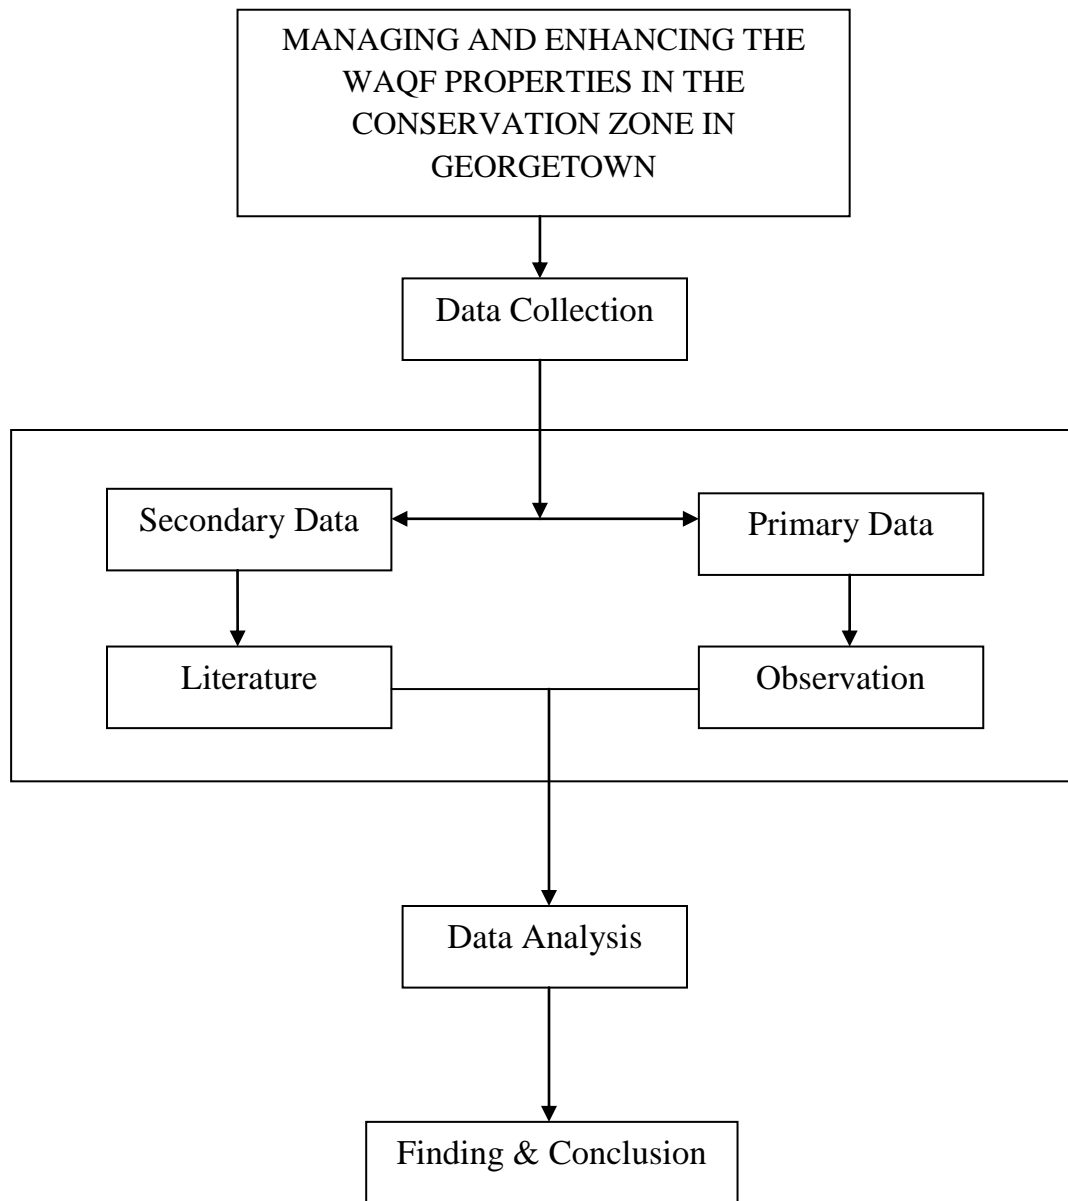 MANAGING AND ENHANCING THE
WAQF PROPERTIES IN THE
CONSERVATION ZONE IN
GEORGETOWN
Data Collection
Secondary Data
Primary Data
Literature
Observation
Data Analysis
Finding & Conclusion